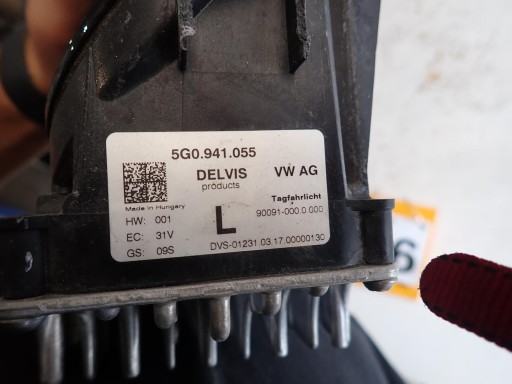 5G0.941.055
DELVIS VW AG
products
Made in Hungary
Tagfahrlicht
HW: 001
L
90091-000.0.000
EC: 31V
GS: 09S
DVS-01231.03.17.00000130
6